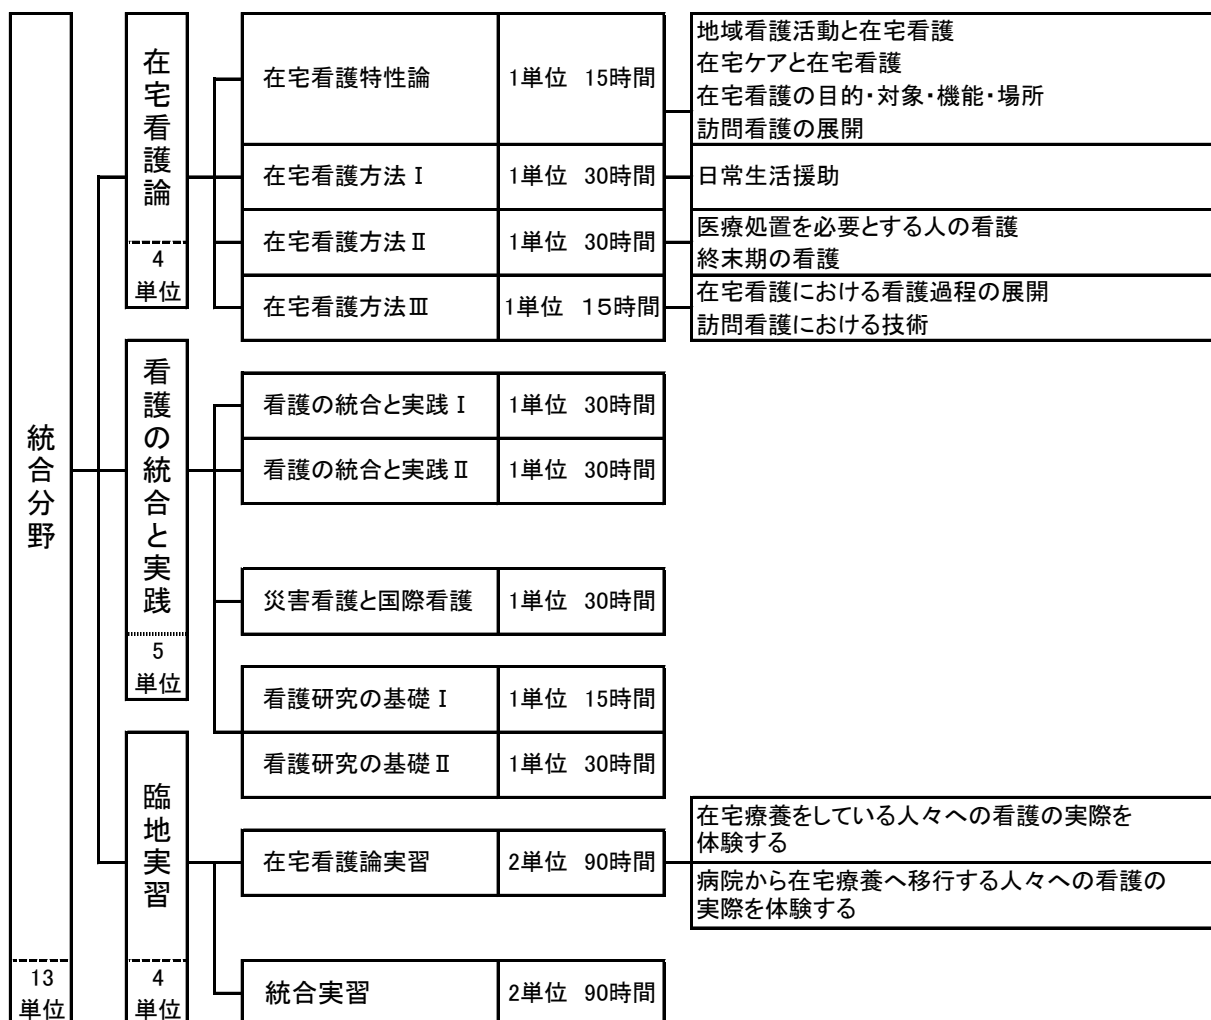 統合分野
13
単位
在宅看護論
4
単位
在宅看護特性論 1単位 15時間
地域看護活動と在宅看護
在宅ケアと在宅看護
在宅看護の目的・対象・機能・場所
訪問看護の展開
在宅看護方法Ⅰ 1単位 30時間
日常生活援助
在宅看護方法Ⅱ 1単位 30時間
医療処置を必要とする人の看護
終末期の看護
在宅看護方法Ⅲ 1単位 15時間
在宅看護における看護過程の展開
訪問看護における技術
看護の統合と実践
5
単位
看護の統合と実践Ⅰ 1単位 30時間
看護の統合と実践Ⅱ 1単位 30時間
災害看護と国際看護 1単位 30時間
看護研究の基礎Ⅰ 1単位 15時間
看護研究の基礎Ⅱ 1単位 30時間
臨地実習
4
単位
在宅看護論実習 2単位 90時間
在宅療養をしている人々への看護の実際を
体験する
病院から在宅療養へ移行する人々への看護の
実際を体験する
統合実習 2単位 90時間